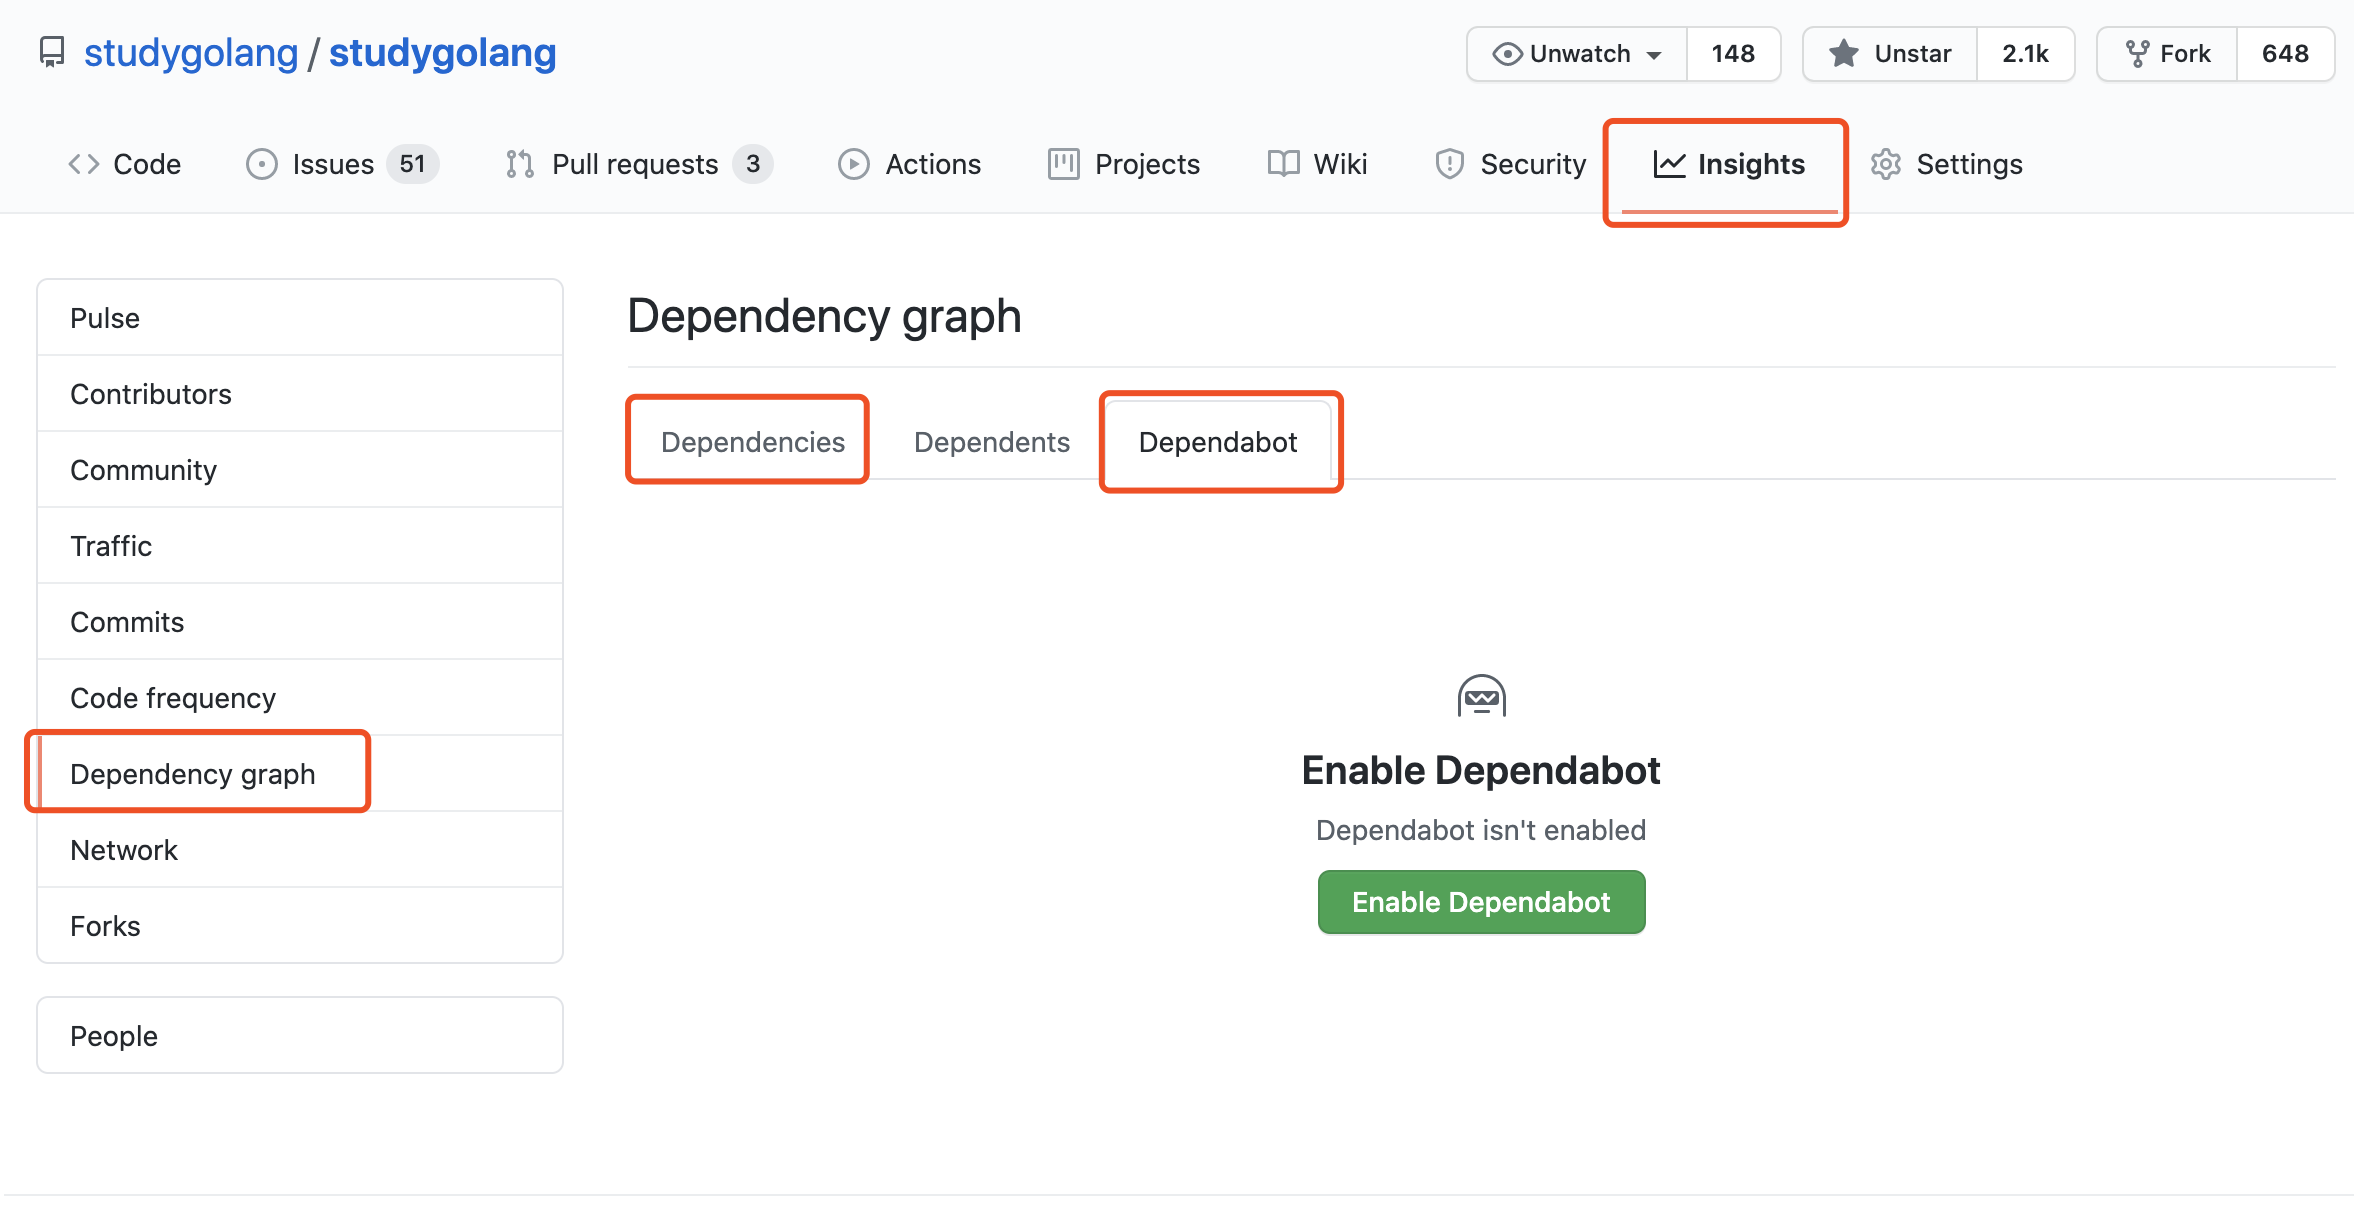 studygolang / studygolang
Unwatch 148 Unstar 2.1k Fork 648
Code Issues 51 Pull requests 3 Actions Projects Wiki Security Insights Settings
Pulse
Contributors
Community
Traffic
Commits
Code frequency
Dependency graph
Network
Forks
People
Dependency graph
Dependencies Dependents Dependabot
Enable Dependabot
Dependabot isn't enabled
Enable Dependabot